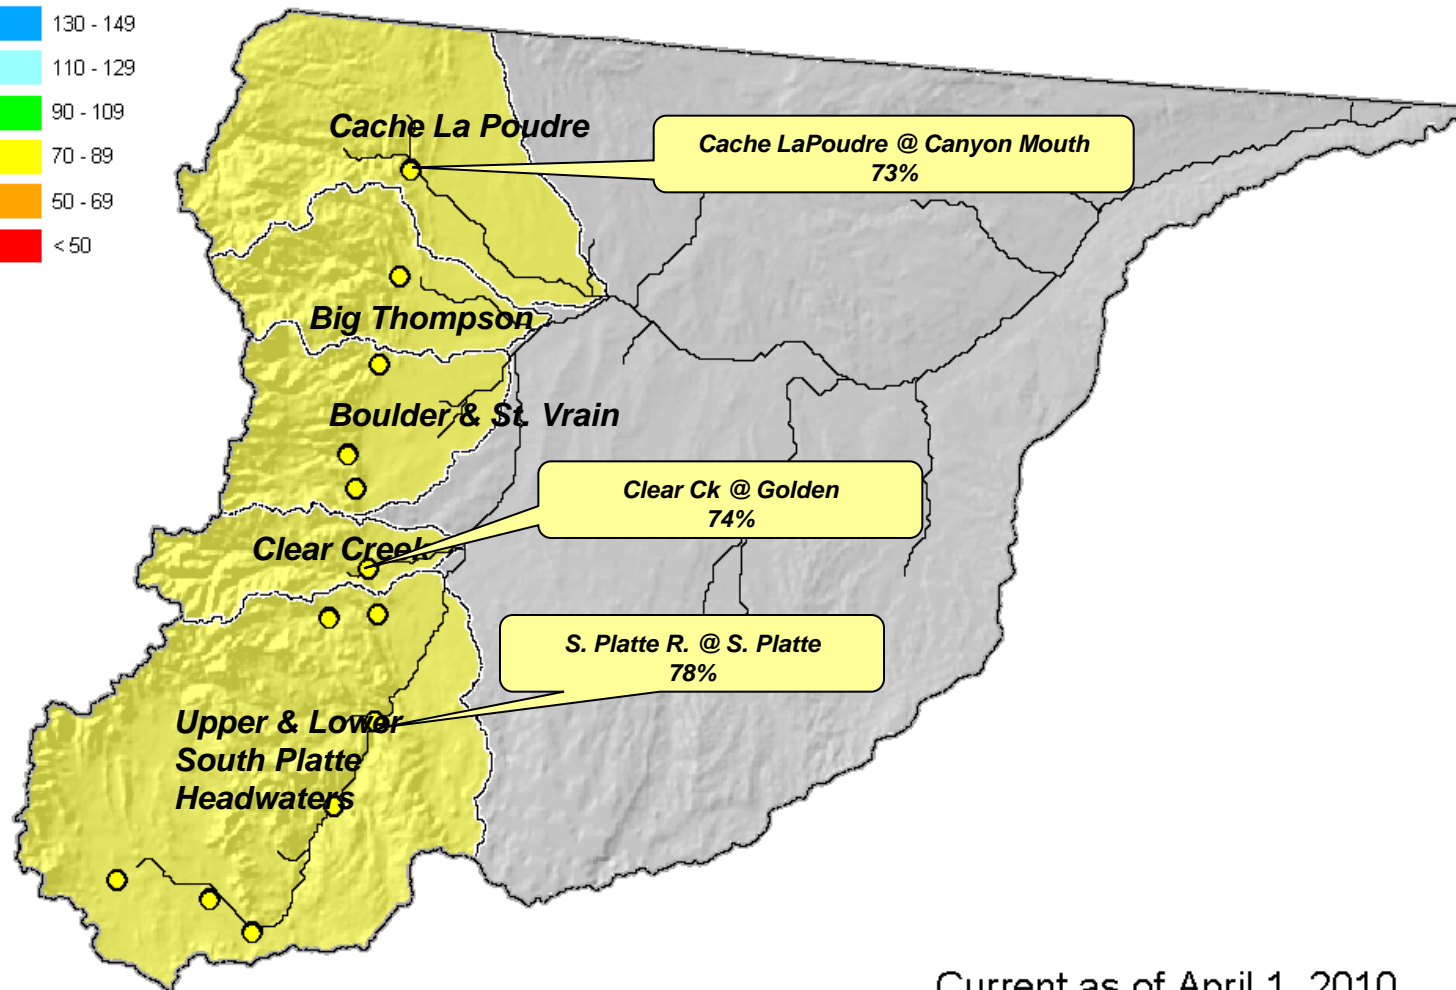 130 - 149
110 - 129
90 - 109
70 - 89
50 - 69
< 50
Cache La Poudre
Cache LaPoudre @ Canyon Mouth
73%
Big Thompson
Boulder & St. Vrain
Clear Ck @ Golden
74%
Clear Creek
S. Platte R. @ S. Platte
78%
Upper & Lower
South Platte
Headwaters
Current as of April 1, 2010